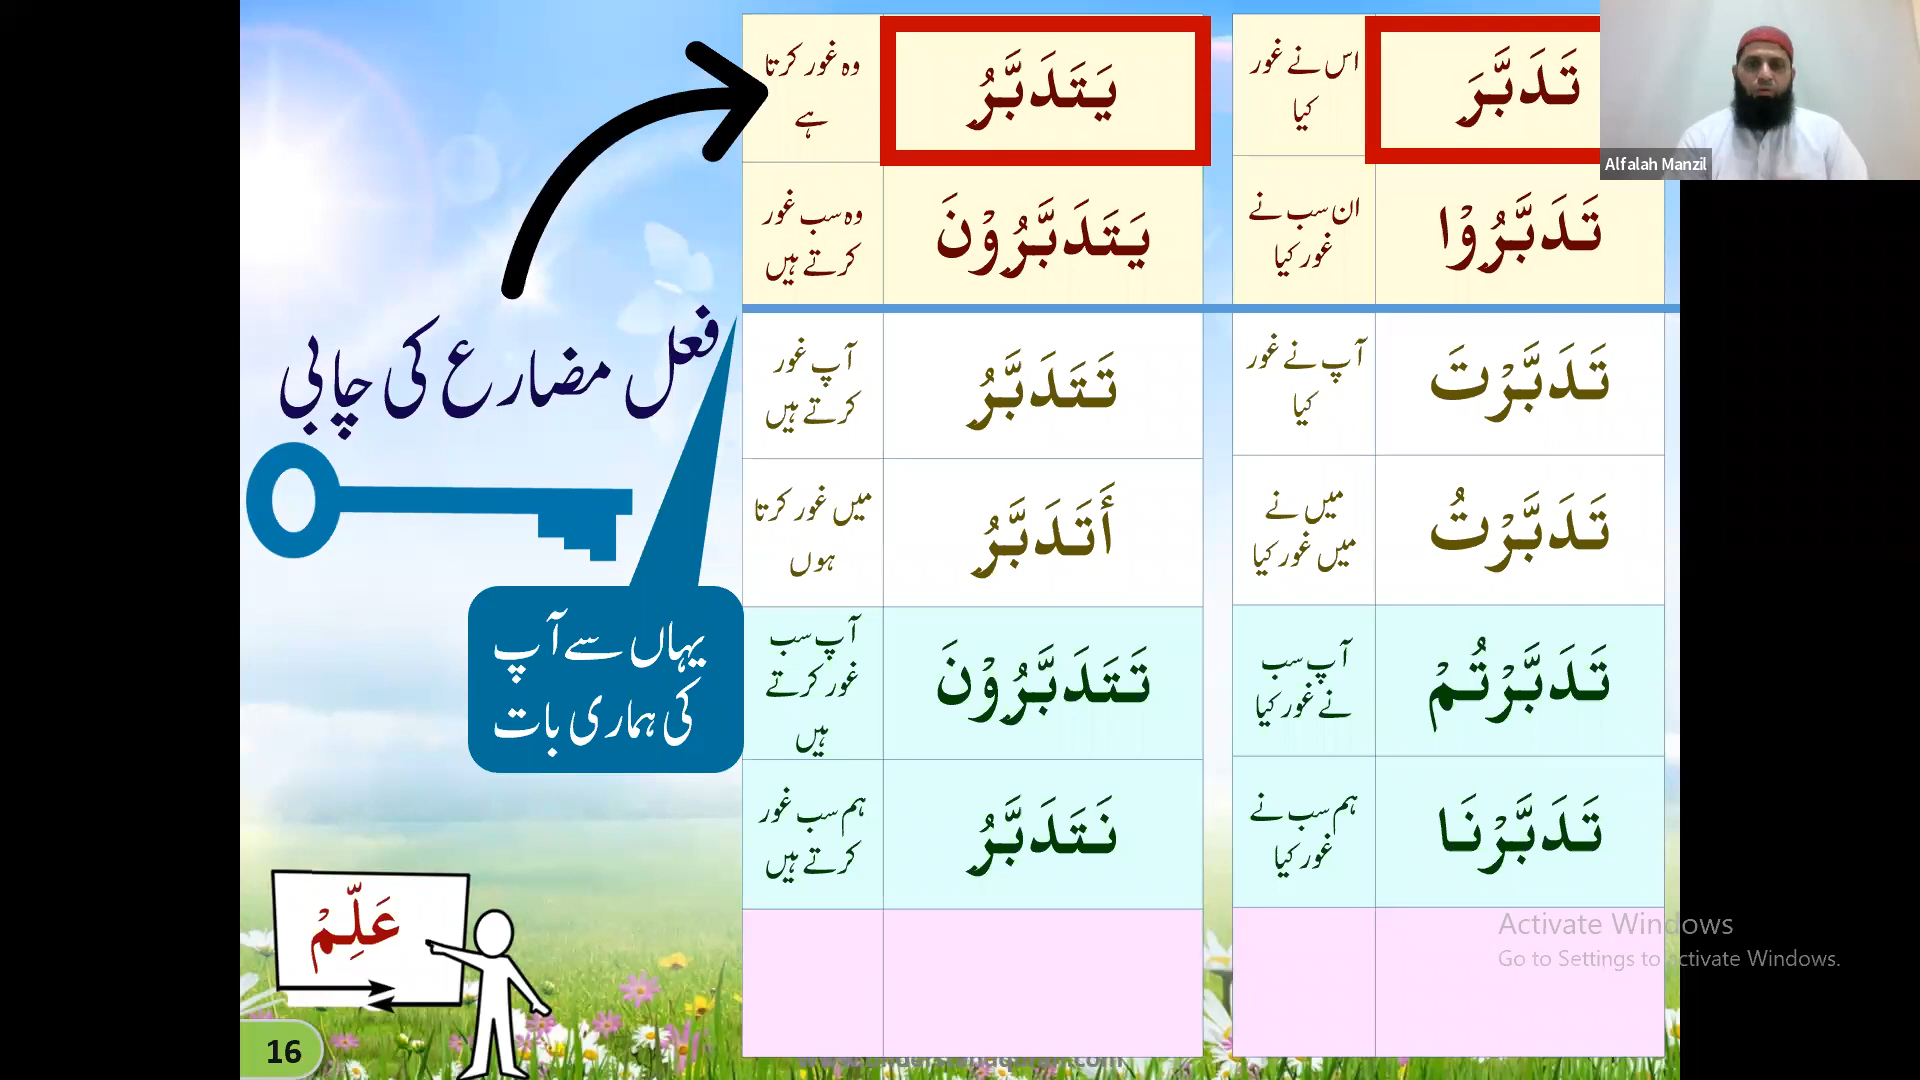 تَدَبَّرَ
اس نے غور
کیا
يَتَدَبَّرُ
وہ غور کرتا
ہے
Alfalah Manzil
تَدَبَّرُوْا
ان سب نے
غور کیا
يَتَدَبَّرُوْنَ
وہ سب غور
کرتے ہیں
فعل مضارع کی چابی
تَدَبَّرْتَ
آپ نے غور
کیا
تَتَدَبَّرُ
آپ غور
کرتے ہیں
تَدَبَّرْتُ
میں نے
میں غور کیا
أَتَدَبَّرُ
میں غور کرتا
ہوں
تَدَبَّرْتُمْ
آپ سب
نے غور کیا
تَتَدَبَّرُوْنَ
آپ سب
غور کرتے
ہیں
یہاں سے آپ
کی ہماری بات
تَدَبَّرْنَا
ہم سب نے
غور کیا
نَتَدَبَّرُ
ہم سب غور
کرتے ہیں
عَلِّمْ
Activate Windows
Go to Settings to activate Windows.
16